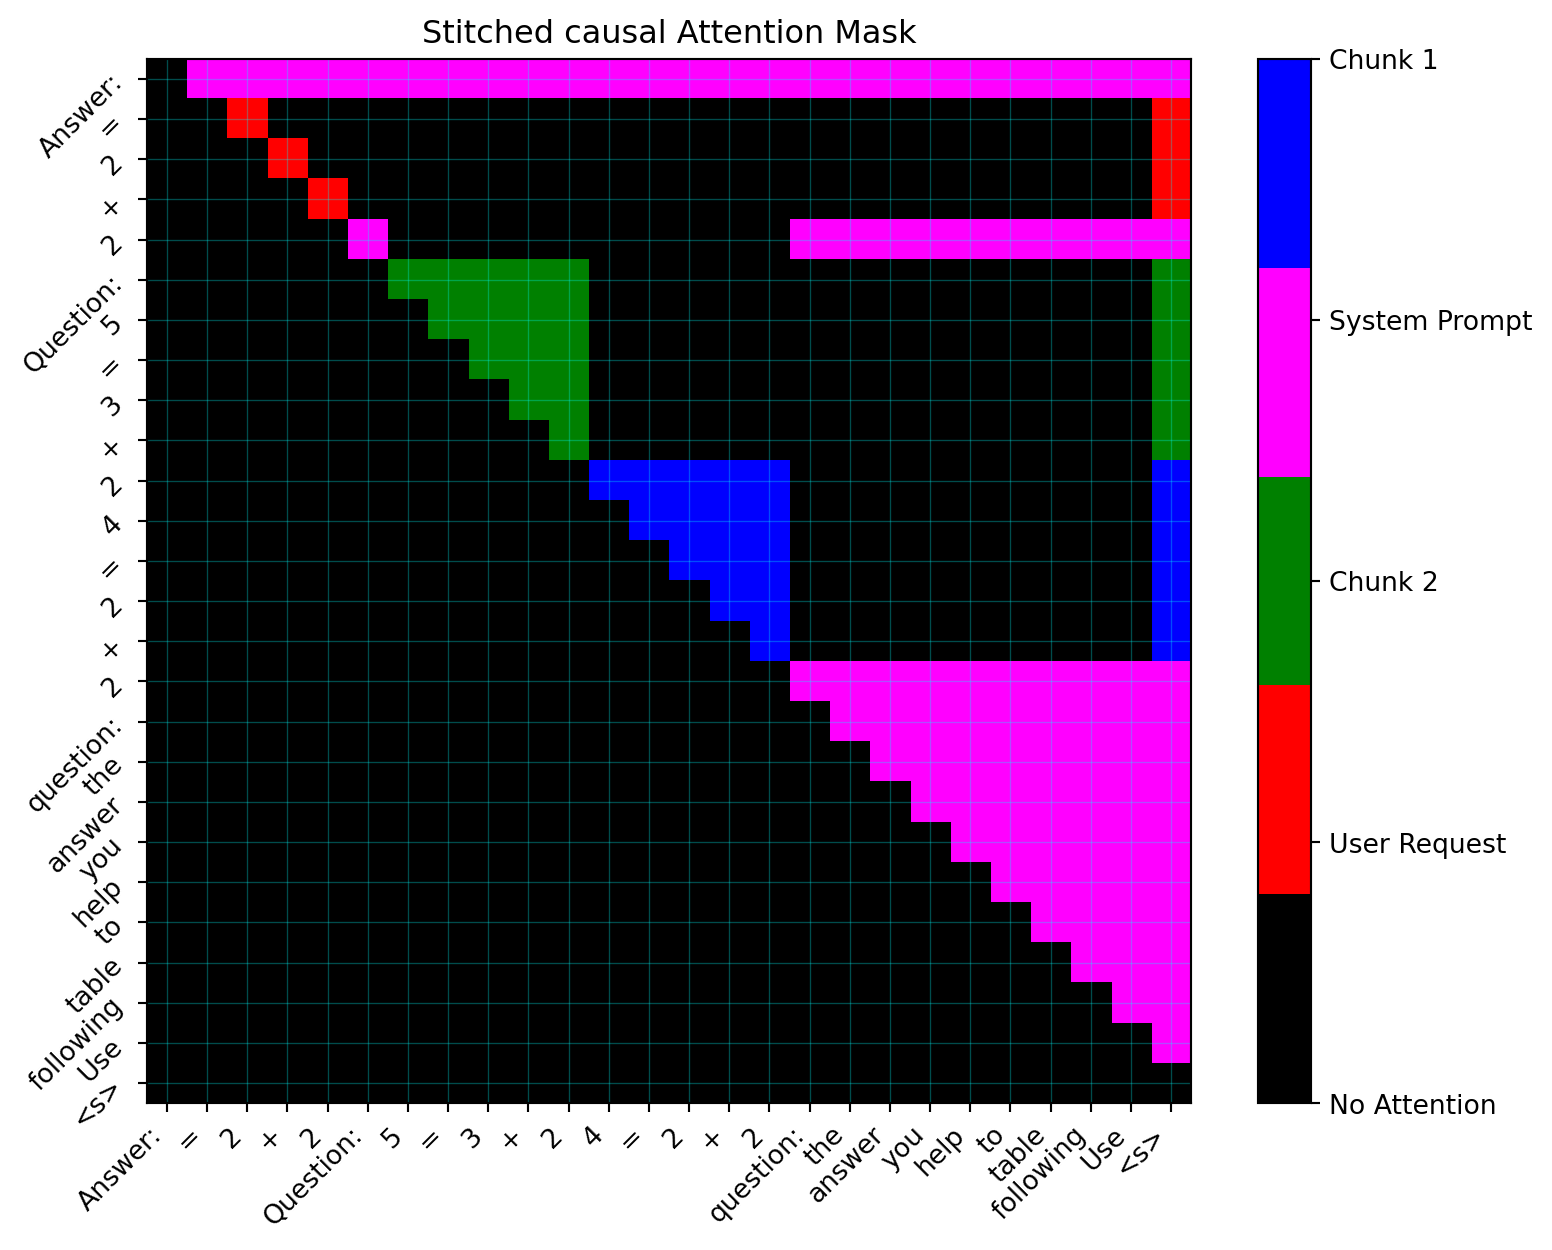 Stitched causal Attention Mask
Answer:
=
2
+
2
Question:
5
=
3
+
2
4
=
2
+
2
question:
the
answer
you
help
to
table
following
Use
<s>
Answer:
=
2
+
2
Question:
5
=
3
+
2
4
=
2
+
2
question:
the
answer
you
help
to
table
following
Use
<s>
Chunk 1
System Prompt
Chunk 2
User Request
No Attention